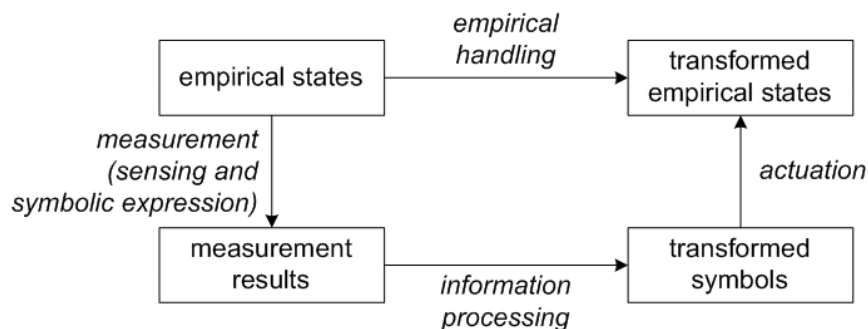 empirical states
empirical
handling
transformed
empirical states
measurement
(sensing and
symbolic expression)
actuation
measurement
results
information
processing
transformed
symbols